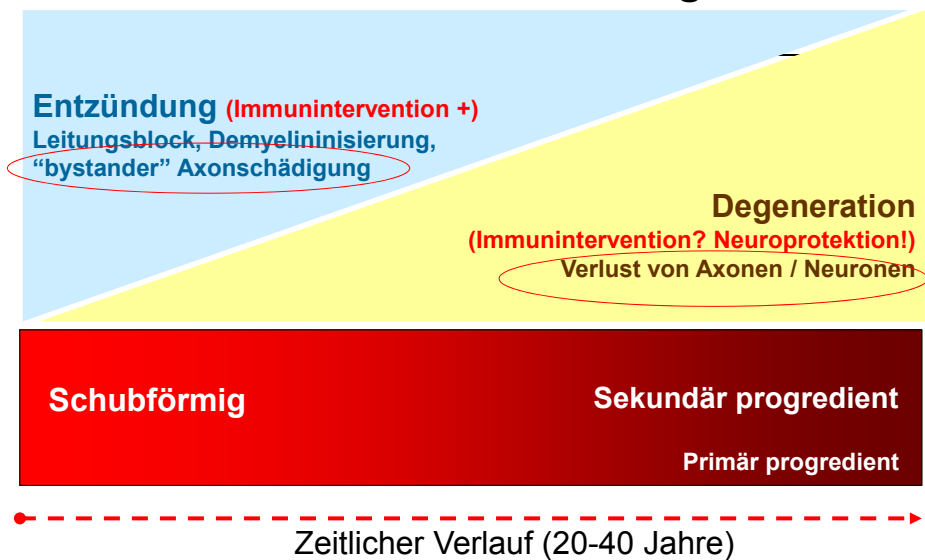 Entzündung (Immunintervention +)
Leitungsblock, Demyelininisierung,
“bystander” Axonschädigung
Degeneration
(Immunintervention? Neuroprotektion!)
Verlust von Axonen / Neuronen
Schubförmig
Sekundär progredient
Primär progredient
Zeitlicher Verlauf (20-40 Jahre)